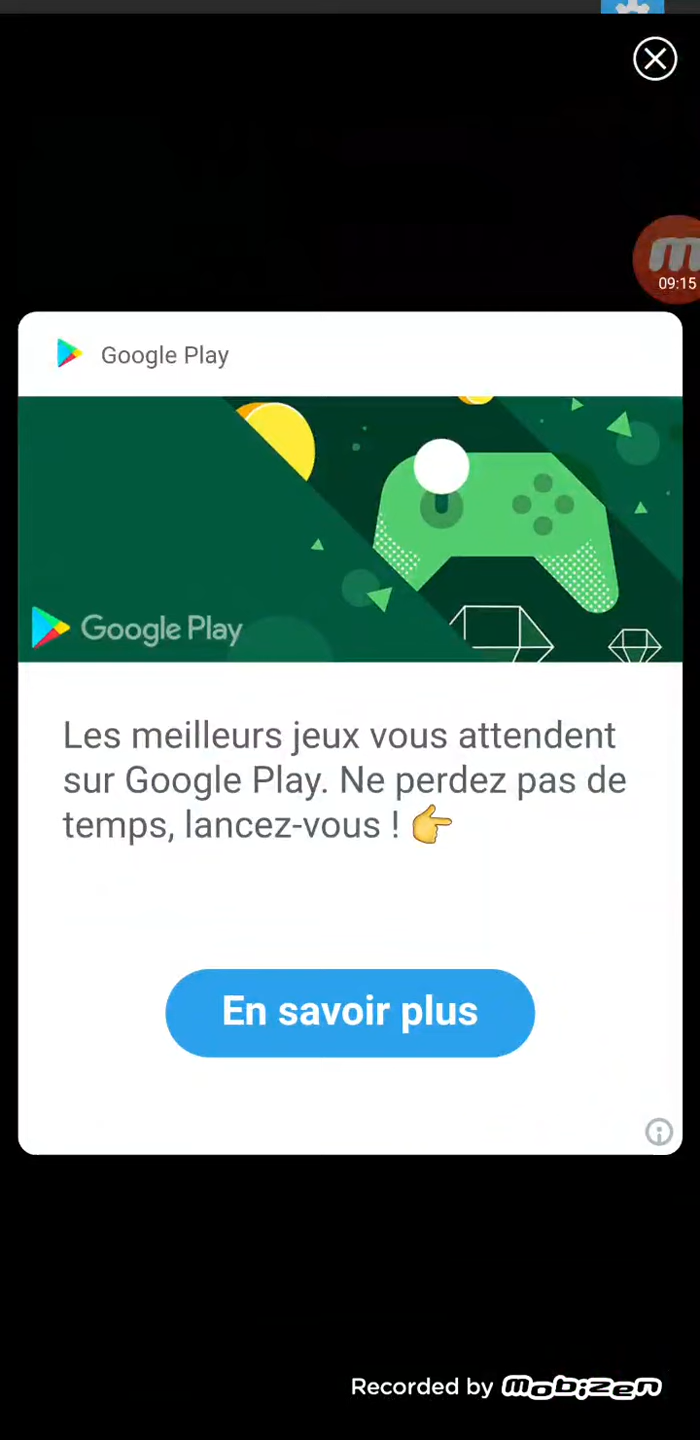 09:15
Google Play
Google Play
Les meilleurs jeux vous attendent
sur Google Play. Ne perdez pas de
temps, lancez-vous ! 👉
En savoir plus
Recorded by mobizen